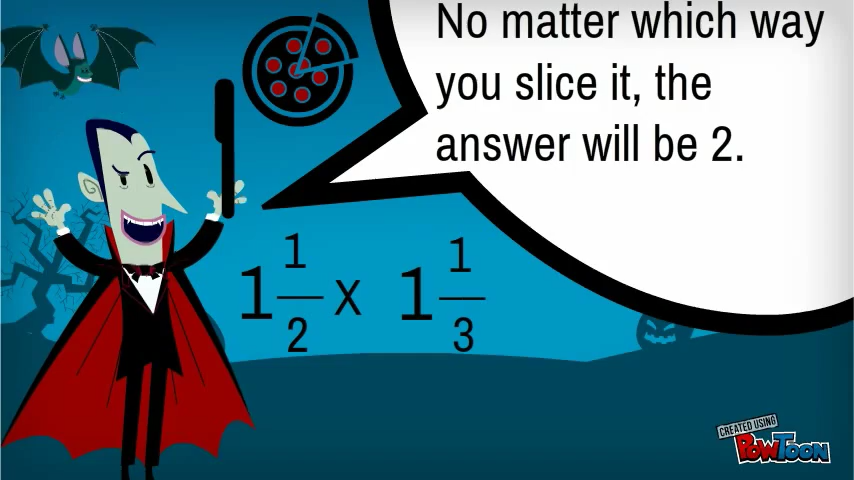 No matter which way
you slice it, the
answer will be 2.
1 1/2 x 1 1/3
CREATED USING
POWTOON